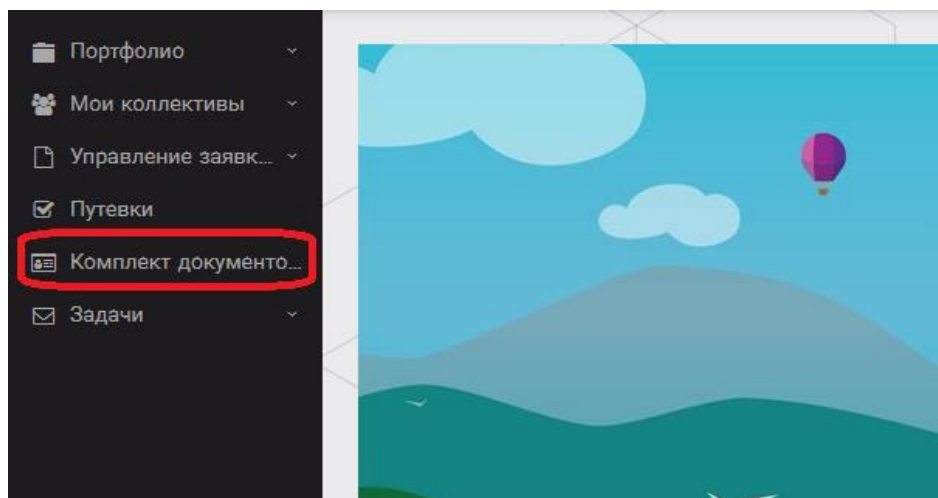 Портфолио
Мои коллективы
Управление заявк...
Путевки
Комплект документо...
Задачи